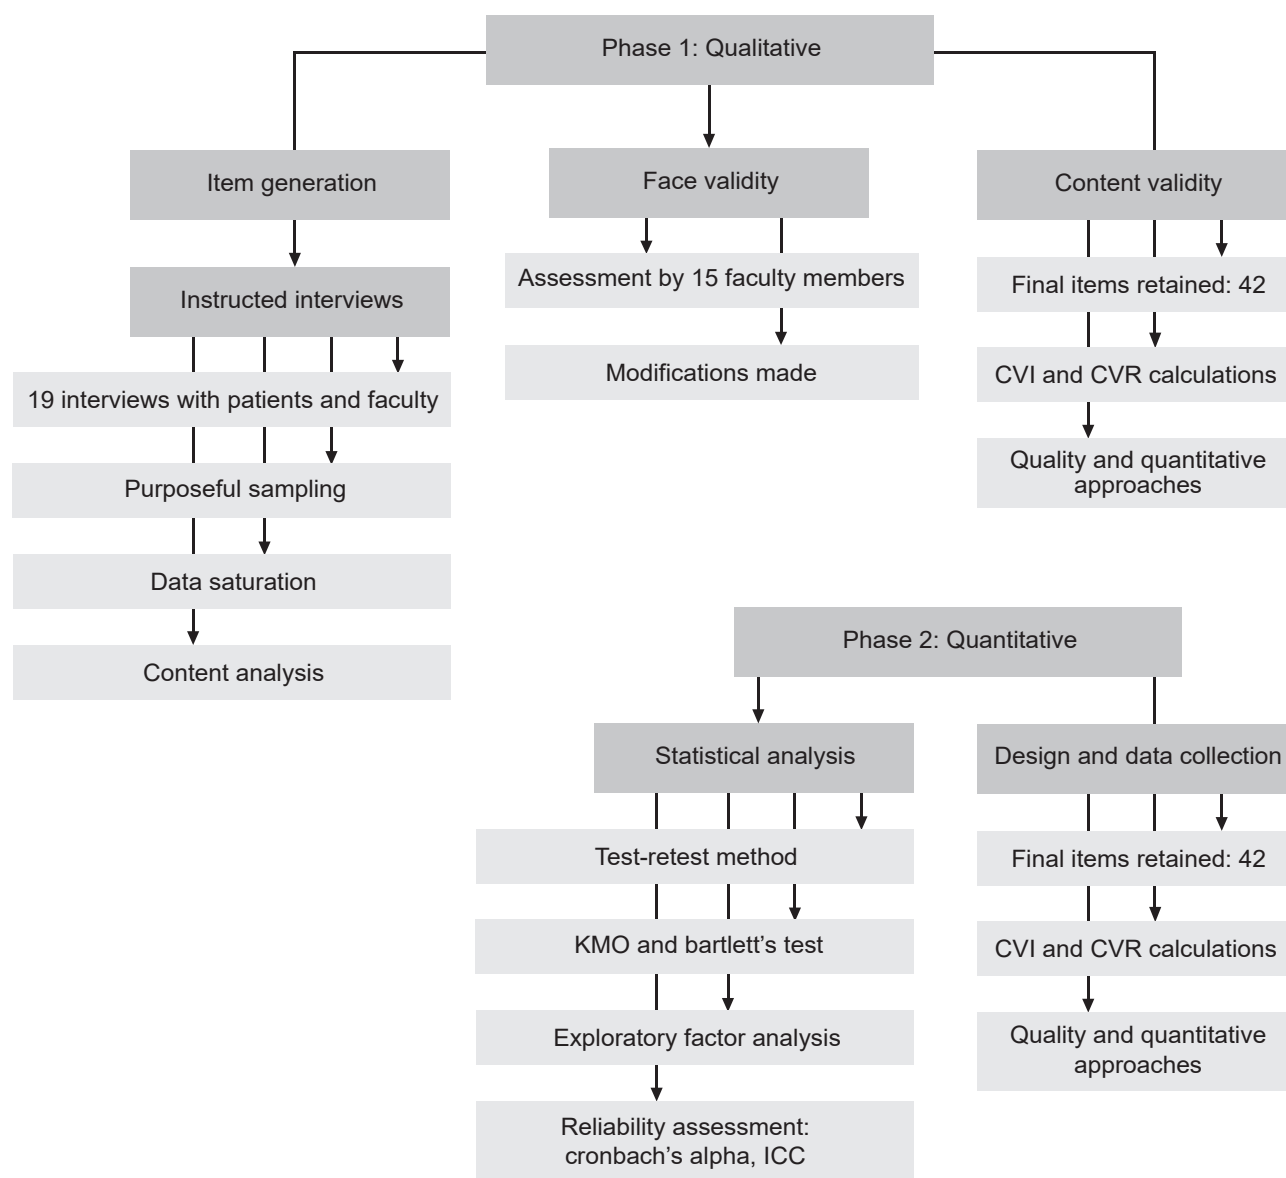 Phase 1: Qualitative
Item generation
Instructed interviews
19 interviews with patients and faculty
Purposeful sampling
Data saturation
Content analysis
Face validity
Assessment by 15 faculty members
Modifications made
Content validity
Final items retained: 42
CVI and CVR calculations
Quality and quantitative
approaches
Phase 2: Quantitative
Statistical analysis
Test-retest method
KMO and bartlett’s test
Exploratory factor analysis
Reliability assessment:
cronbach’s alpha, ICC
Design and data collection
Final items retained: 42
CVI and CVR calculations
Quality and quantitative
approaches